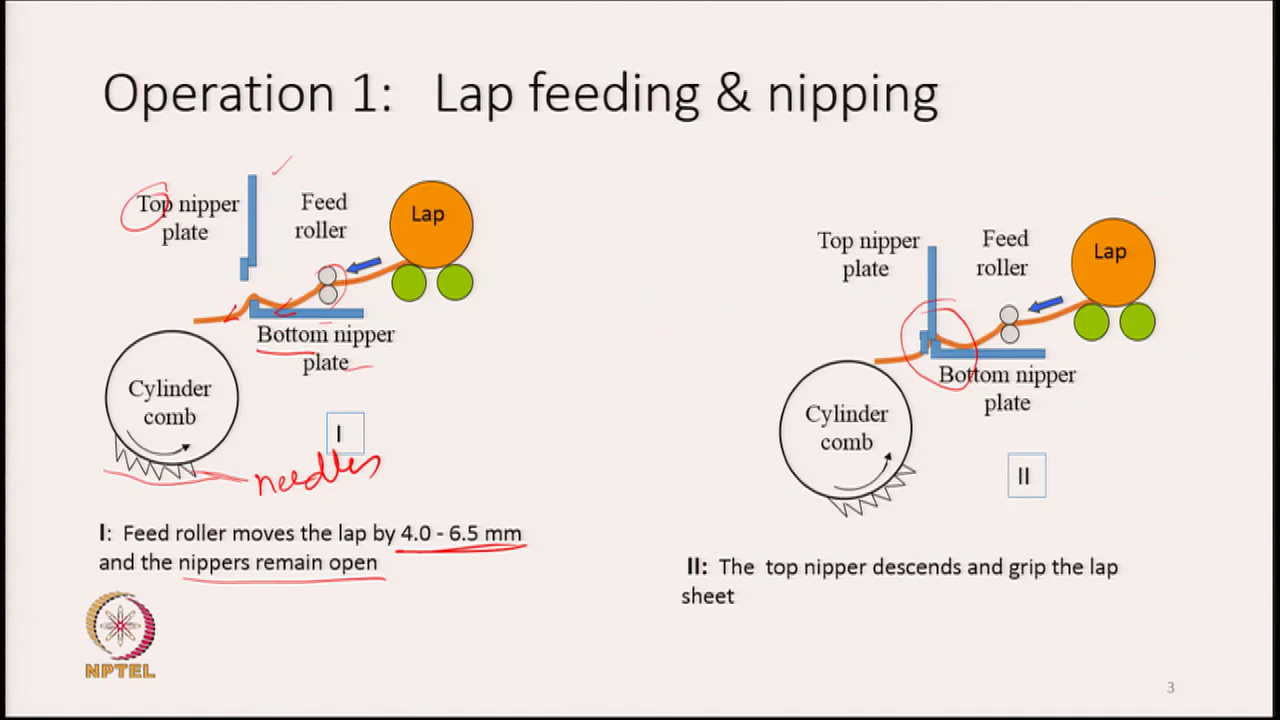 Operation 1: Lap feeding & nipping
Top nipper
plate
Feed
roller
Lap
Bottom nipper
plate
Cylinder
comb
I
needles
I: Feed roller moves the lap by 4.0 - 6.5 mm
and the nippers remain open
Top nipper
plate
Feed
roller
Lap
Bottom nipper
plate
Cylinder
comb
II
II: The top nipper descends and grip the lap
sheet
NPTEL
3